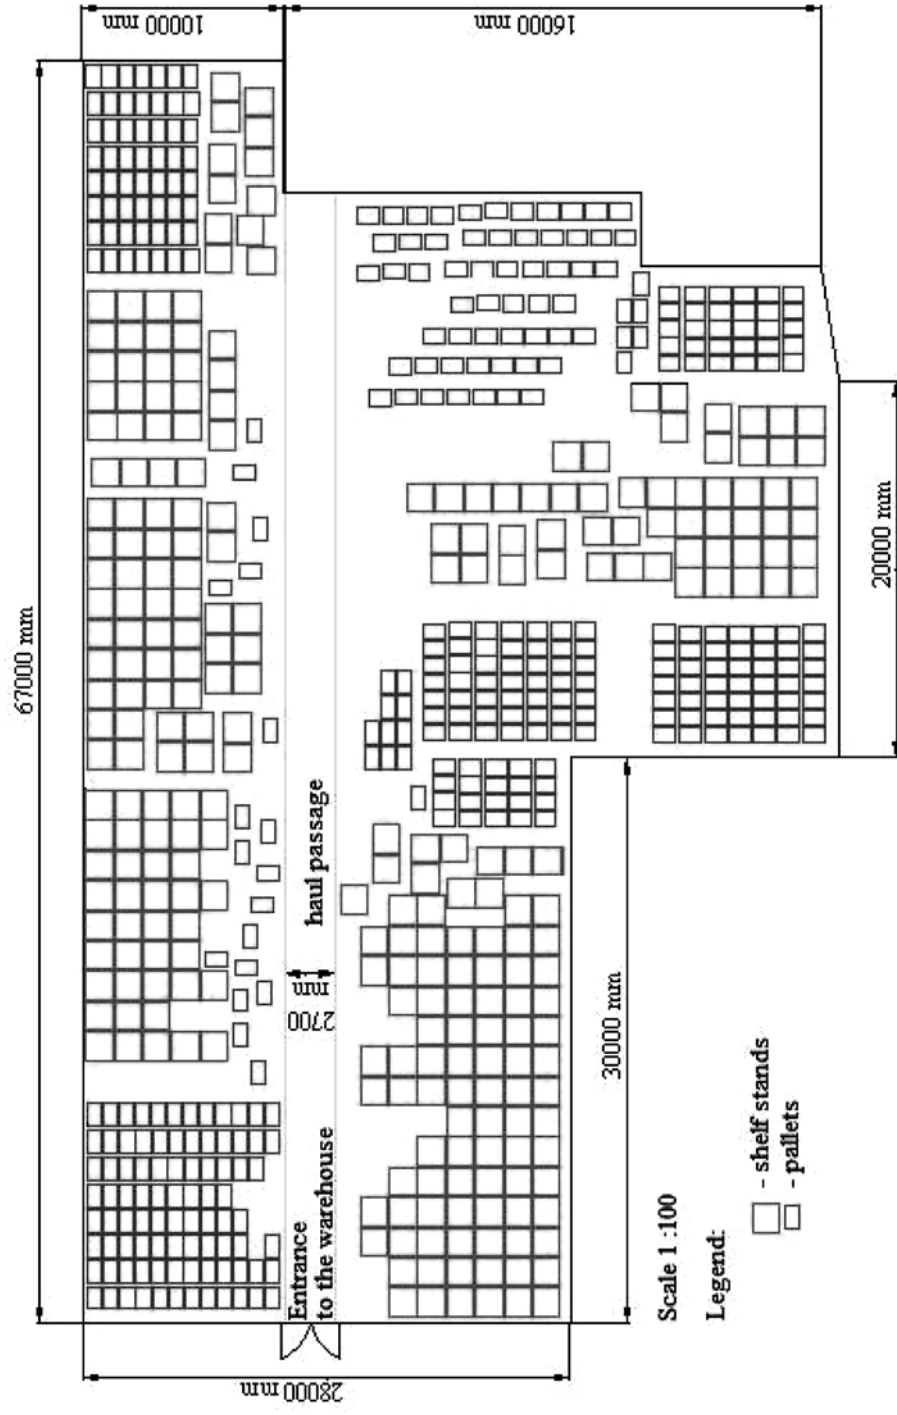 10000 mm
16000 mm
67000 mm
20000 mm
haul passage
2700
mm
30000 mm
Entrance
to the warehouse
28000 mm
Scale 1 :100
Legend:
- shelf stands
- pallets